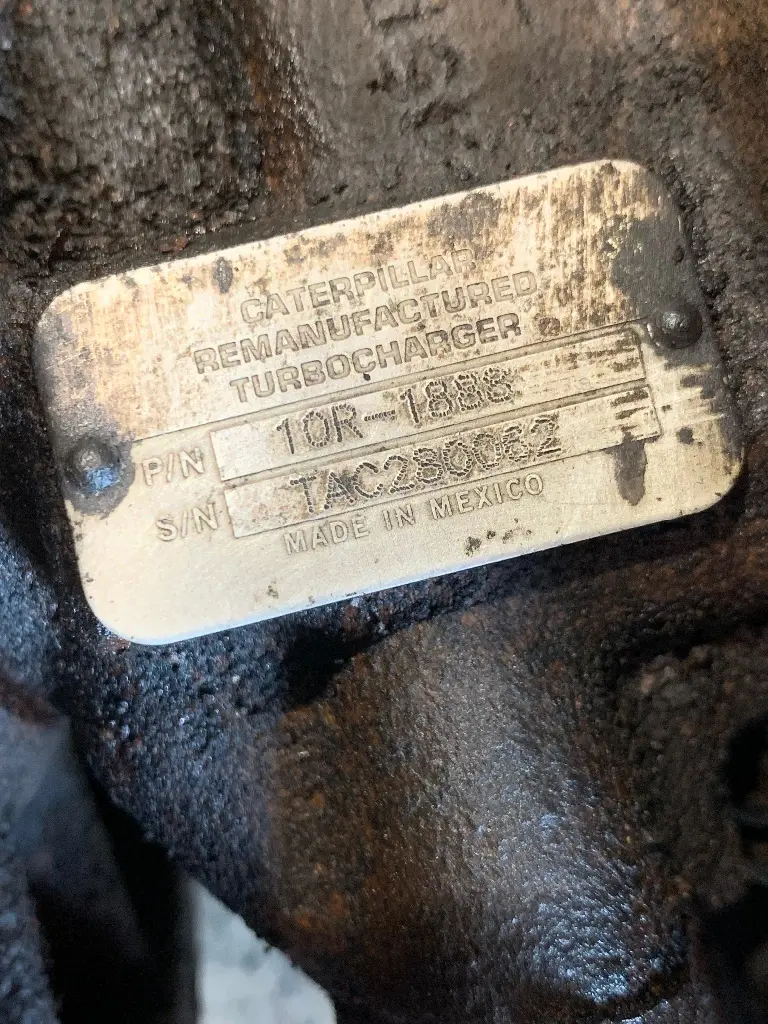 CATERPILLAR
REMANUFACTURED
TURBOCHARGER
P/N 10R-1888
S/N TAC280062
MADE IN MEXICO